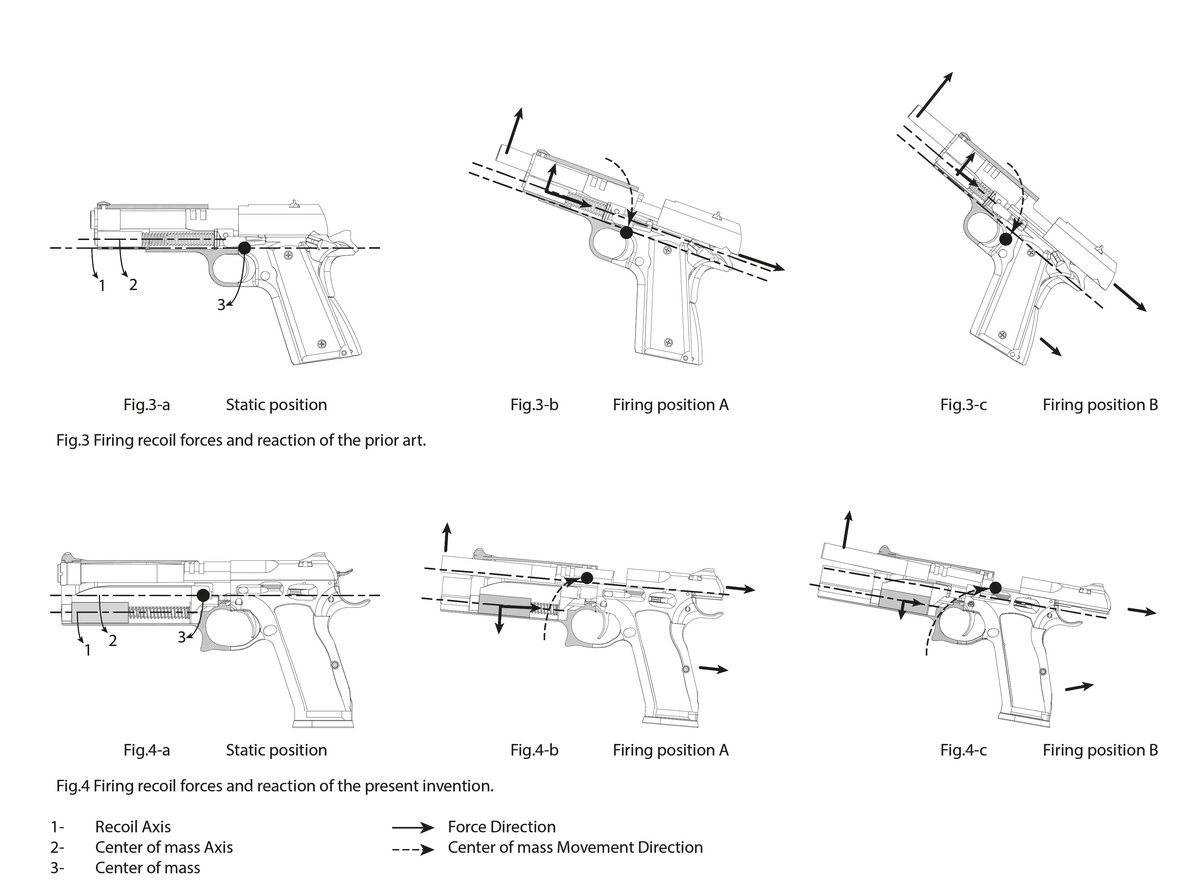 1
2
3
Fig.3-a Static position
Fig.3-b Firing position A
Fig.3-c Firing position B
Fig.3 Firing recoil forces and reaction of the prior art.
1
2
3
Fig.4-a Static position
Fig.4-b Firing position A
Fig.4-c Firing position B
Fig.4 Firing recoil forces and reaction of the present invention.
1- Recoil Axis
2- Center of mass Axis
3- Center of mass
Force Direction
Center of mass Movement Direction